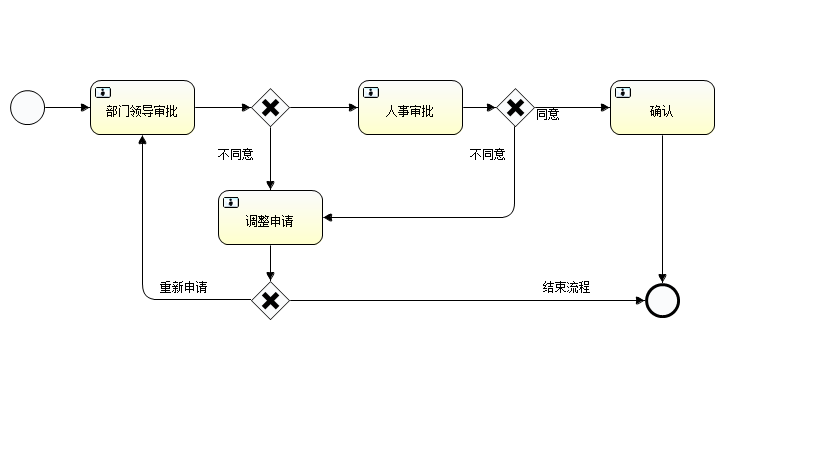 部门领导审批
人事审批
同意
确认
不同意
不同意
调整申请
重新申请
结束流程